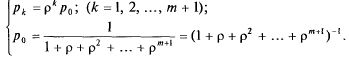 p_k = ρ^k p_0; (k = 1, 2, ..., m + 1);
p_0 = 1 / (1 + ρ + ρ^2 + ... + ρ^{m+1}) = (1 + ρ + ρ^2 + ... + ρ^{m+1})^{-1}.